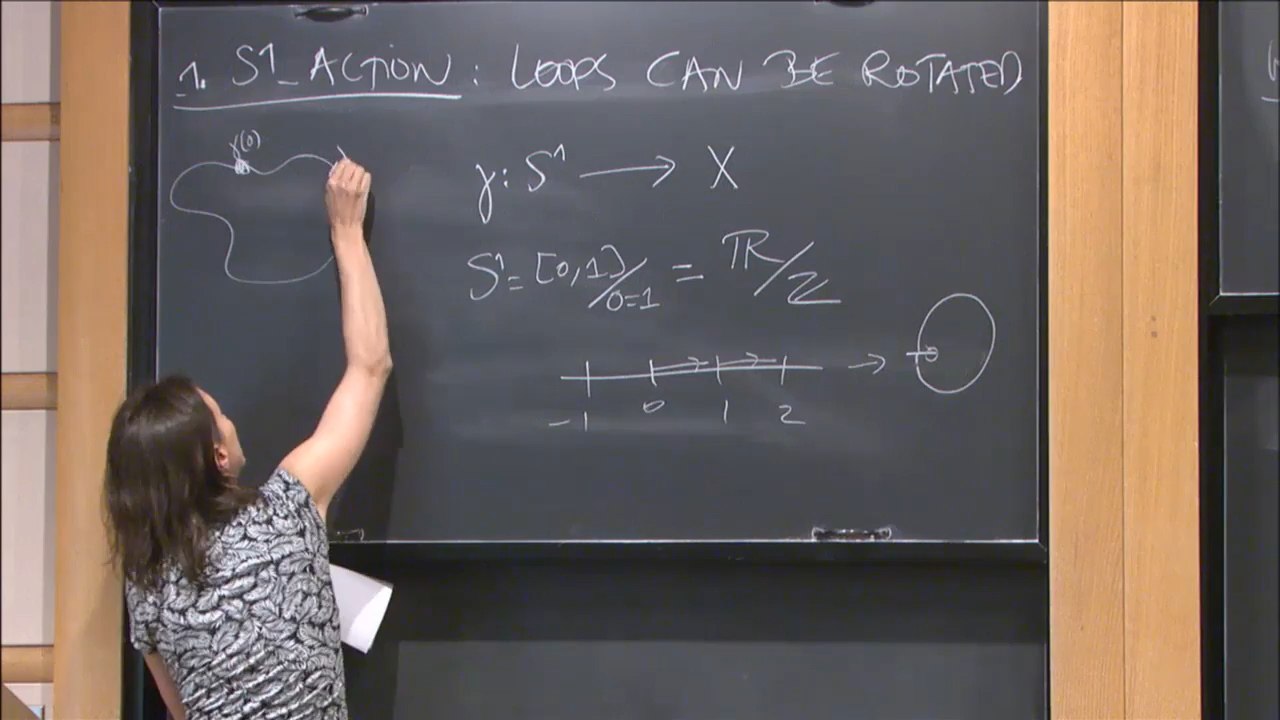 1. S¹-ACTION: LOOPS CAN BE ROTATED
γ(0)
γ: S¹ → X
S¹ = [0,1]/0=1 = ℝ/ℤ
→
-1 0 1 2